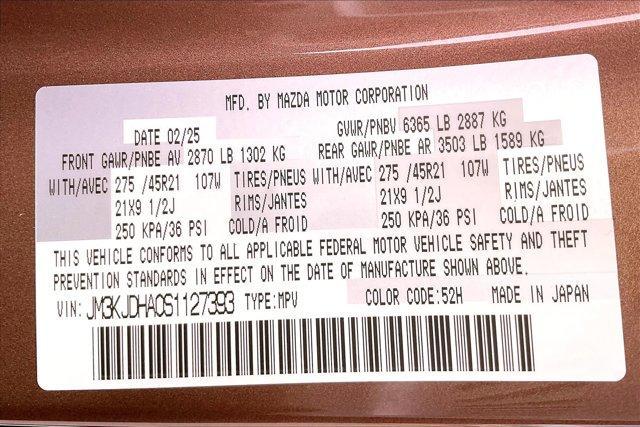 MFD. BY MAZDA MOTOR CORPORATION
DATE 02/25 GVWR/PNBV 6365 LB 2887 KG
FRONT GAWR/PNBE AV 2870 LB 1302 KG REAR GAWR/PNBE AR 3503 LB 1589 KG
WITH/AVEC 275 /45R21 107W TIRES/PNEUS WITH/AVEC 275 /45R21 107W TIRES/PNEUS
21X9 1/2J RIMS/JANTES 21X9 1/2J RIMS/JANTES
250 KPA/36 PSI COLD/A FROID 250 KPA/36 PSI COLD/A FROID
THIS VEHICLE CONFORMS TO ALL APPLICABLE FEDERAL MOTOR VEHICLE SAFETY AND THEFT
PREVENTION STANDARDS IN EFFECT ON THE DATE OF MANUFACTURE SHOWN ABOVE.
VIN: JM3KJDHAC​S1127393 TYPE:MPV COLOR CODE:52H MADE IN JAPAN